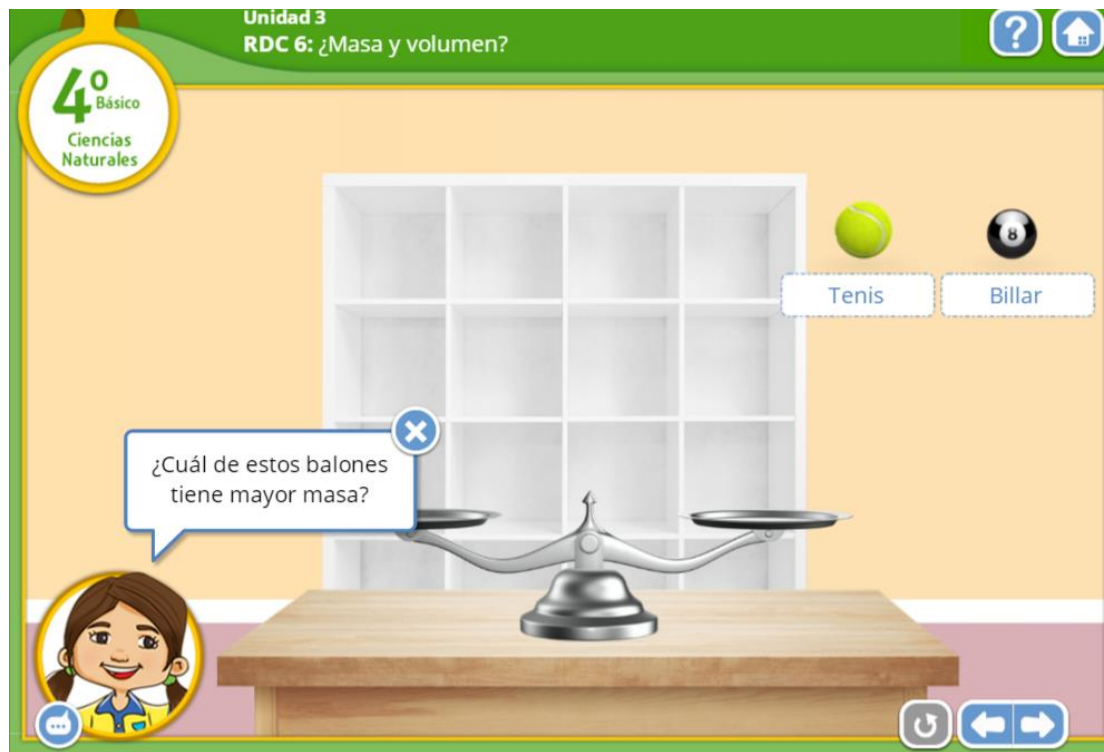 Unidad 3
RDC 6: ¿Masa y volumen?
4º
Básico
Ciencias
Naturales
8
Tenis
Billar
¿Cuál de estos balones
tiene mayor masa?
?